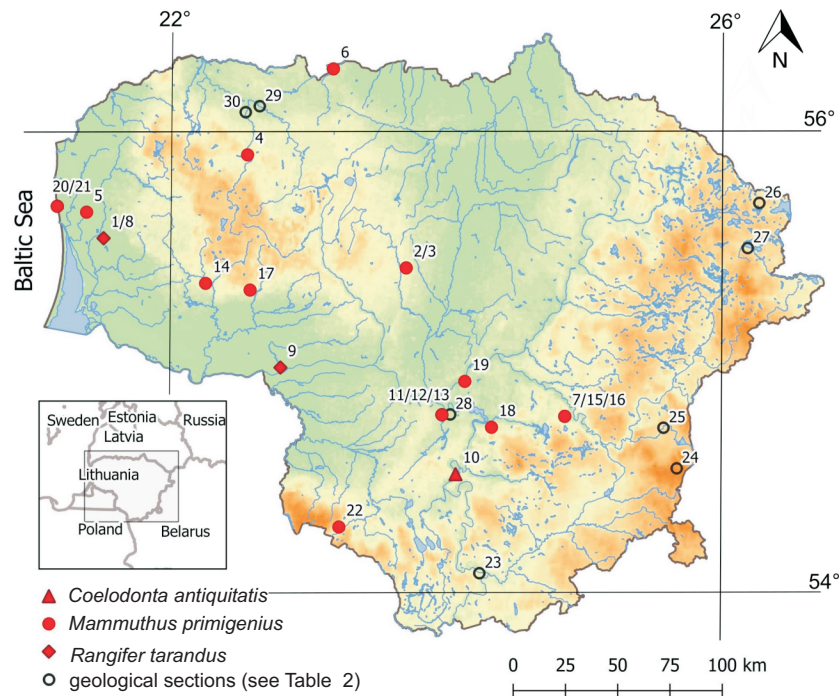 22°
26°
6
N
30
29
4
56°
20/21
5
1/8
26
27
Baltic Sea
14
17
2/3
9
19
11/12/13
28
18
7/15/16
25
24
10
22
23
54°
Sweden
Estonia
Russia
Latvia
Lithuania
Poland
Belarus
Coelodonta antiquitatis
Mammuthus primigenius
Rangifer tarandus
geological sections (see Table 2)
0 25 50 75 100 km